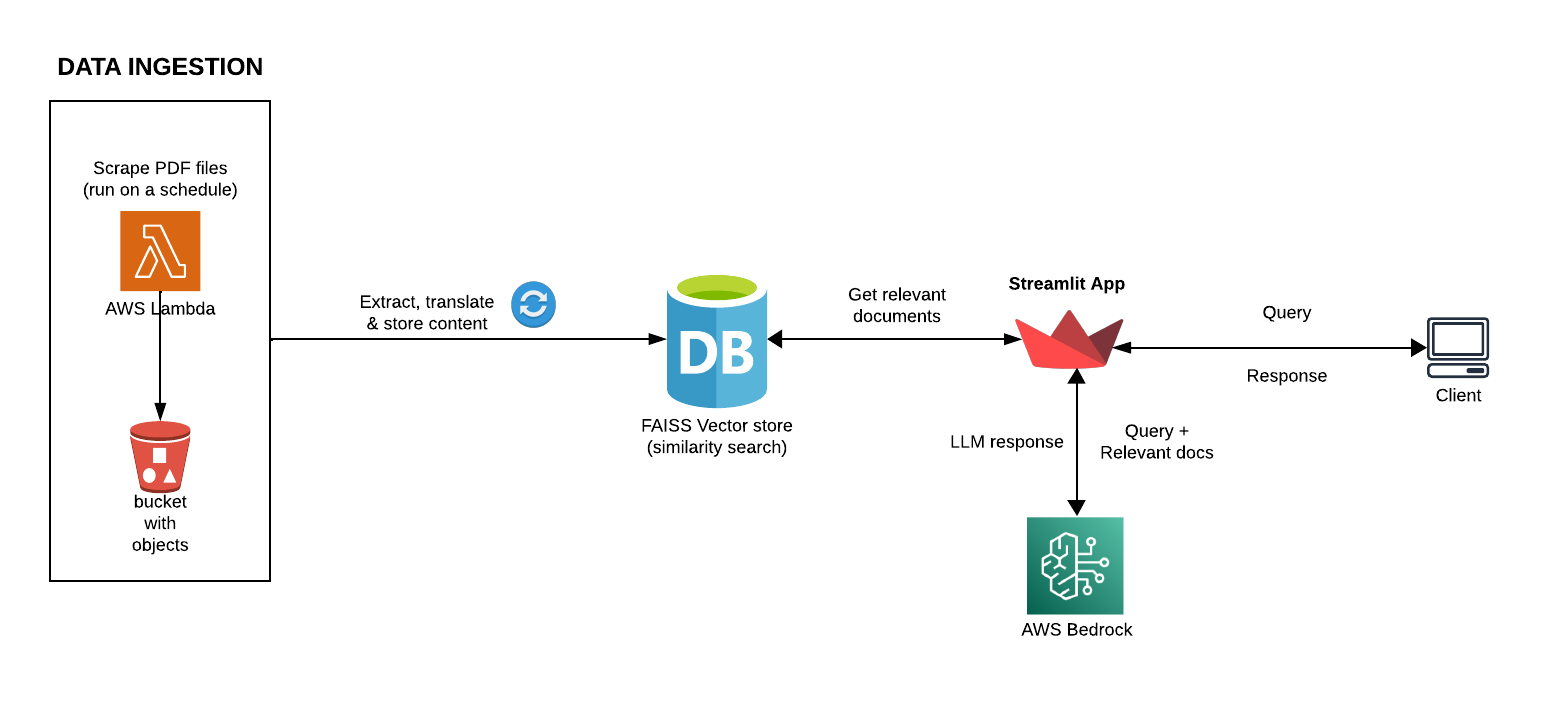 DATA INGESTION
Scrape PDF files
(run on a schedule)
AWS Lambda
bucket
with
objects
Extract, translate
& store content
DB
FAISS Vector store
(similarity search)
Get relevant
documents
Streamlit App
Query
Response
Client
LLM response
Query +
Relevant docs
AWS Bedrock